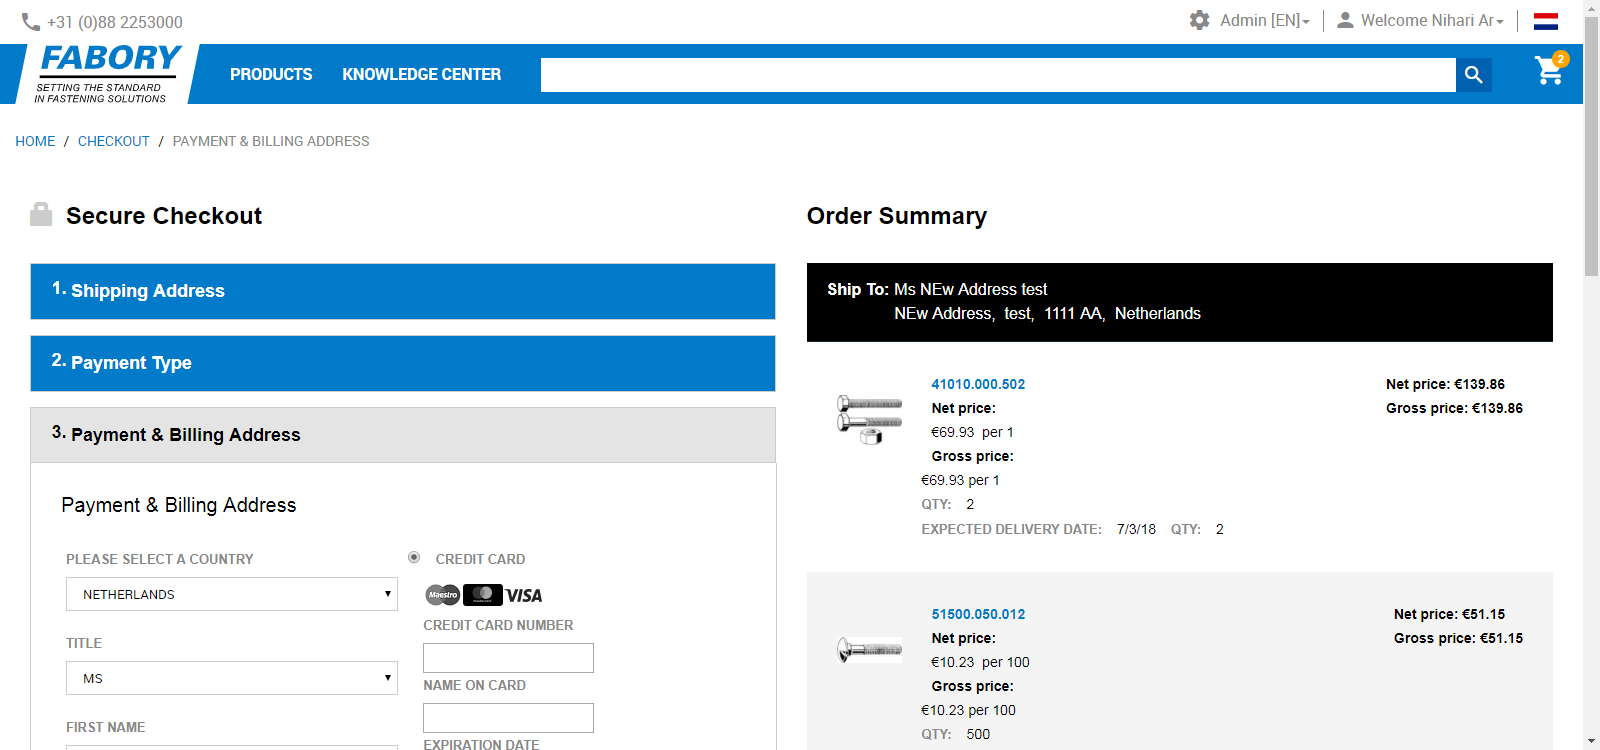 +31 (0)88 2253000
Admin [EN]
Welcome Nihari Ar
FABORY
SETTING THE STANDARD
IN FASTENING SOLUTIONS
PRODUCTS
KNOWLEDGE CENTER
2
HOME / CHECKOUT / PAYMENT & BILLING ADDRESS
Secure Checkout
1. Shipping Address
2. Payment Type
3. Payment & Billing Address
Payment & Billing Address
PLEASE SELECT A COUNTRY
NETHERLANDS
TITLE
MS
FIRST NAME
CREDIT CARD
Maestro
VISA
CREDIT CARD NUMBER
NAME ON CARD
EXPIRATION DATE
Order Summary
Ship To: Ms NEw Address test
NEw Address, test, 1111 AA, Netherlands
41010.000.502
Net price:
€69.93 per 1
Gross price:
€69.93 per 1
QTY: 2
EXPECTED DELIVERY DATE: 7/3/18 QTY: 2
Net price: €139.86
Gross price: €139.86
51500.050.012
Net price:
€10.23 per 100
Gross price:
€10.23 per 100
QTY: 500
Net price: €51.15
Gross price: €51.15